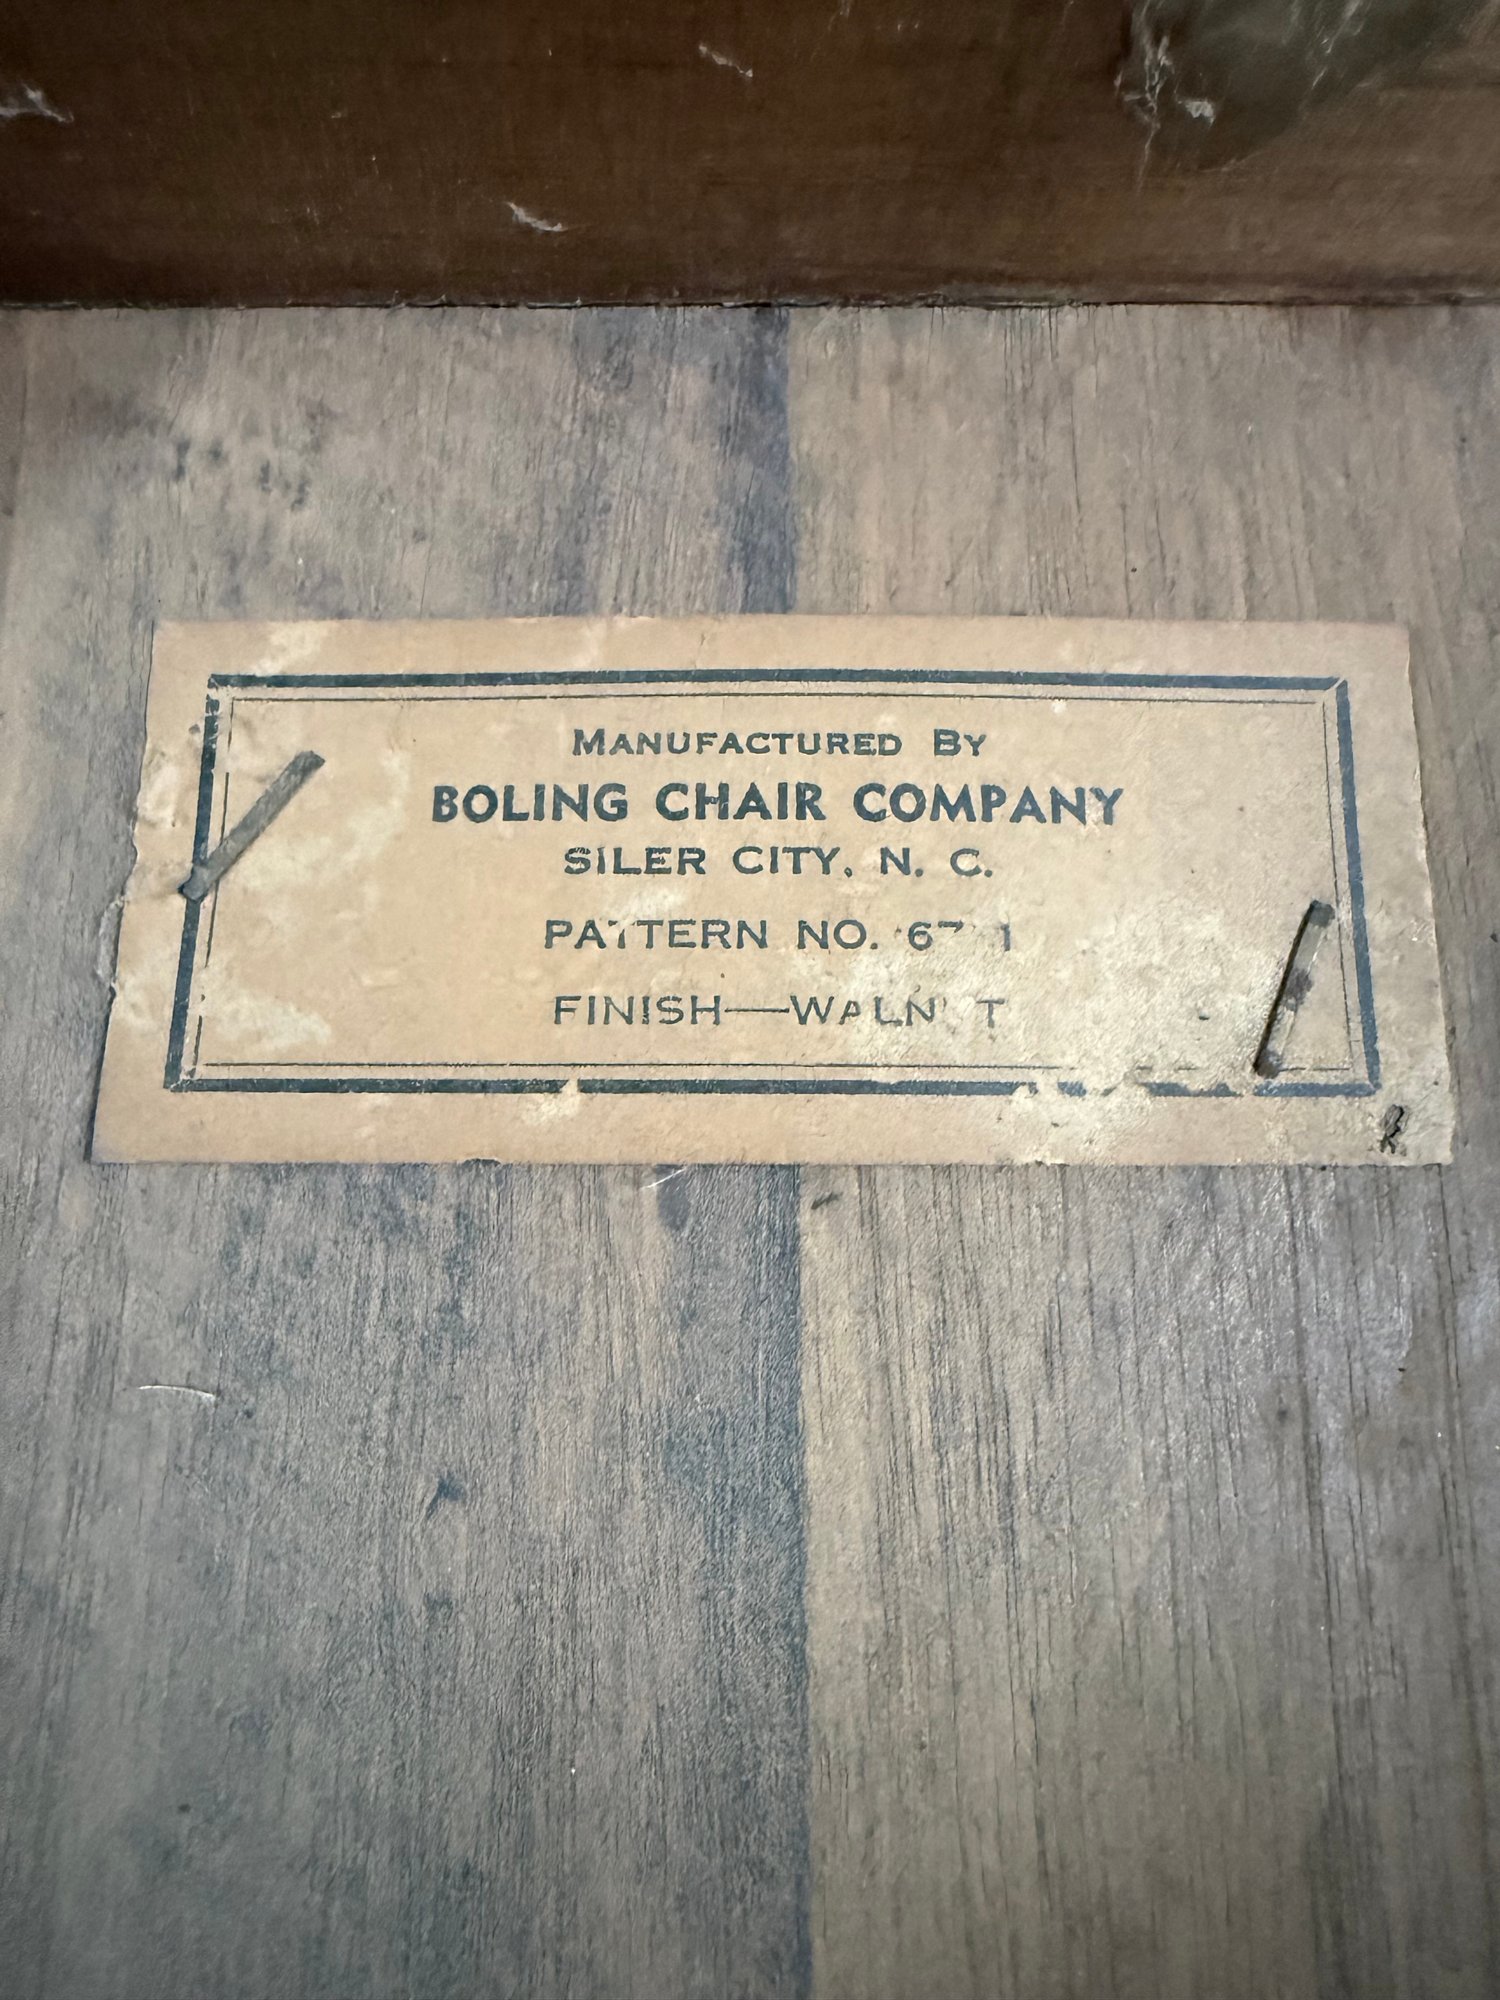 MANUFACTURED BY
BOLING CHAIR COMPANY
SILER CITY, N. C.
PATTERN NO.
FINISH—WALNUT